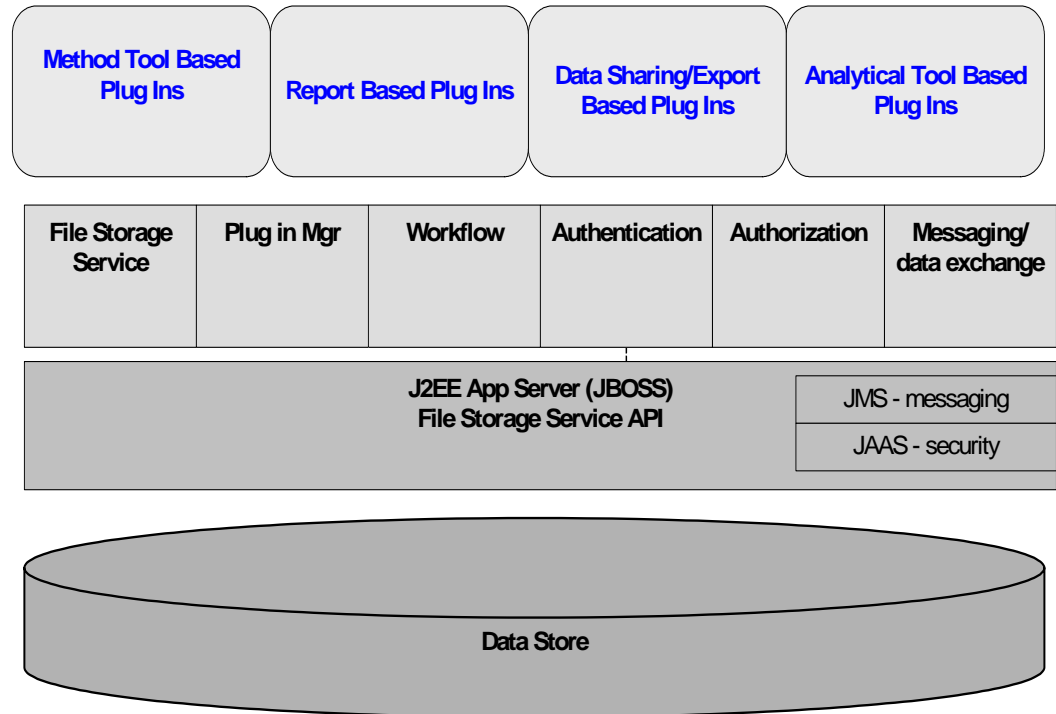 Method Tool Based
Plug Ins
Report Based Plug Ins
Data Sharing/Export
Based Plug Ins
Analytical Tool Based
Plug Ins
File Storage
Service
Plug in Mgr
Workflow
Authentication
Authorization
Messaging/
data exchange
J2EE App Server (JBOSS)
File Storage Service API
JMS - messaging
JAAS - security
Data Store